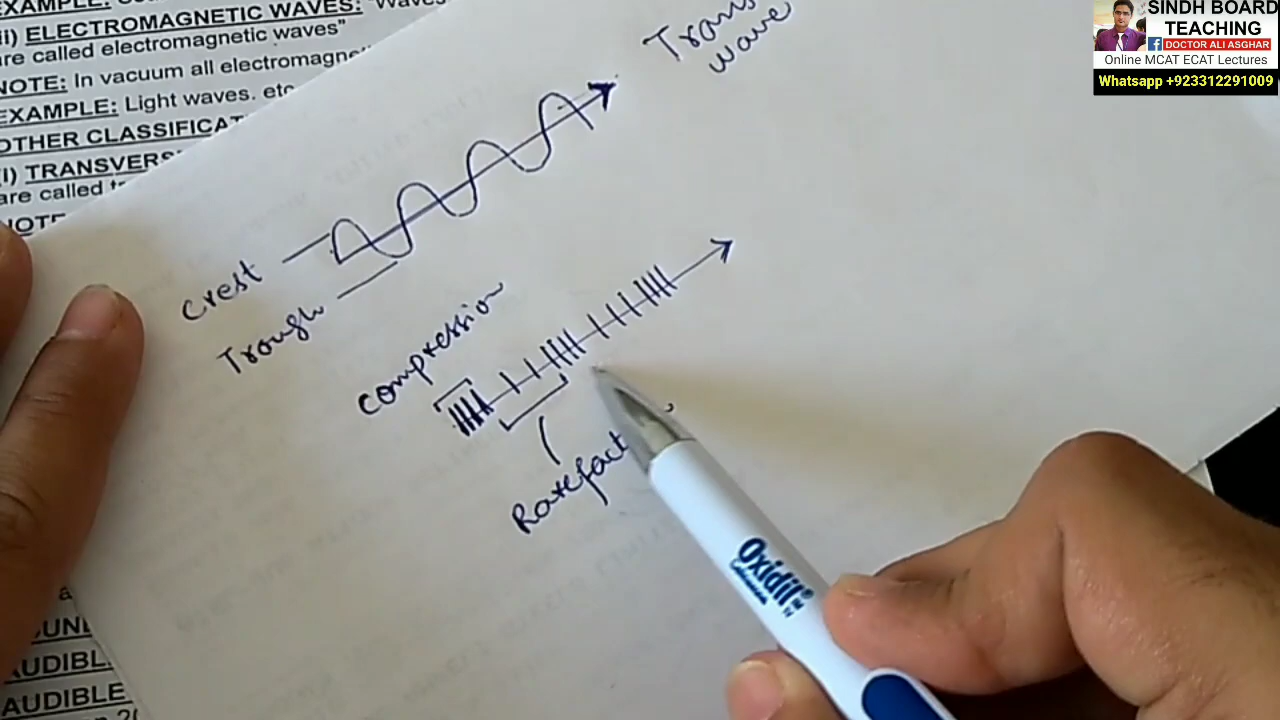 EXAMPLE:
ii) ELECTROMAGNETIC WAVES: "Waves
are called electromagnetic waves"
NOTE: In vacuum all electromagne
EXAMPLE: Light waves. etc
OTHER CLASSIFICAT
(I) TRANSVERS
are called
NOTE
Trans
wave
Crest
Trough
compression
Rarefact
AUDIBL
AUDIBLE
Oxidil®
SINDH BOARD
TEACHING
DOCTOR ALI ASGHAR
Online MCAT ECAT Lectures
Whatsapp +923312291009